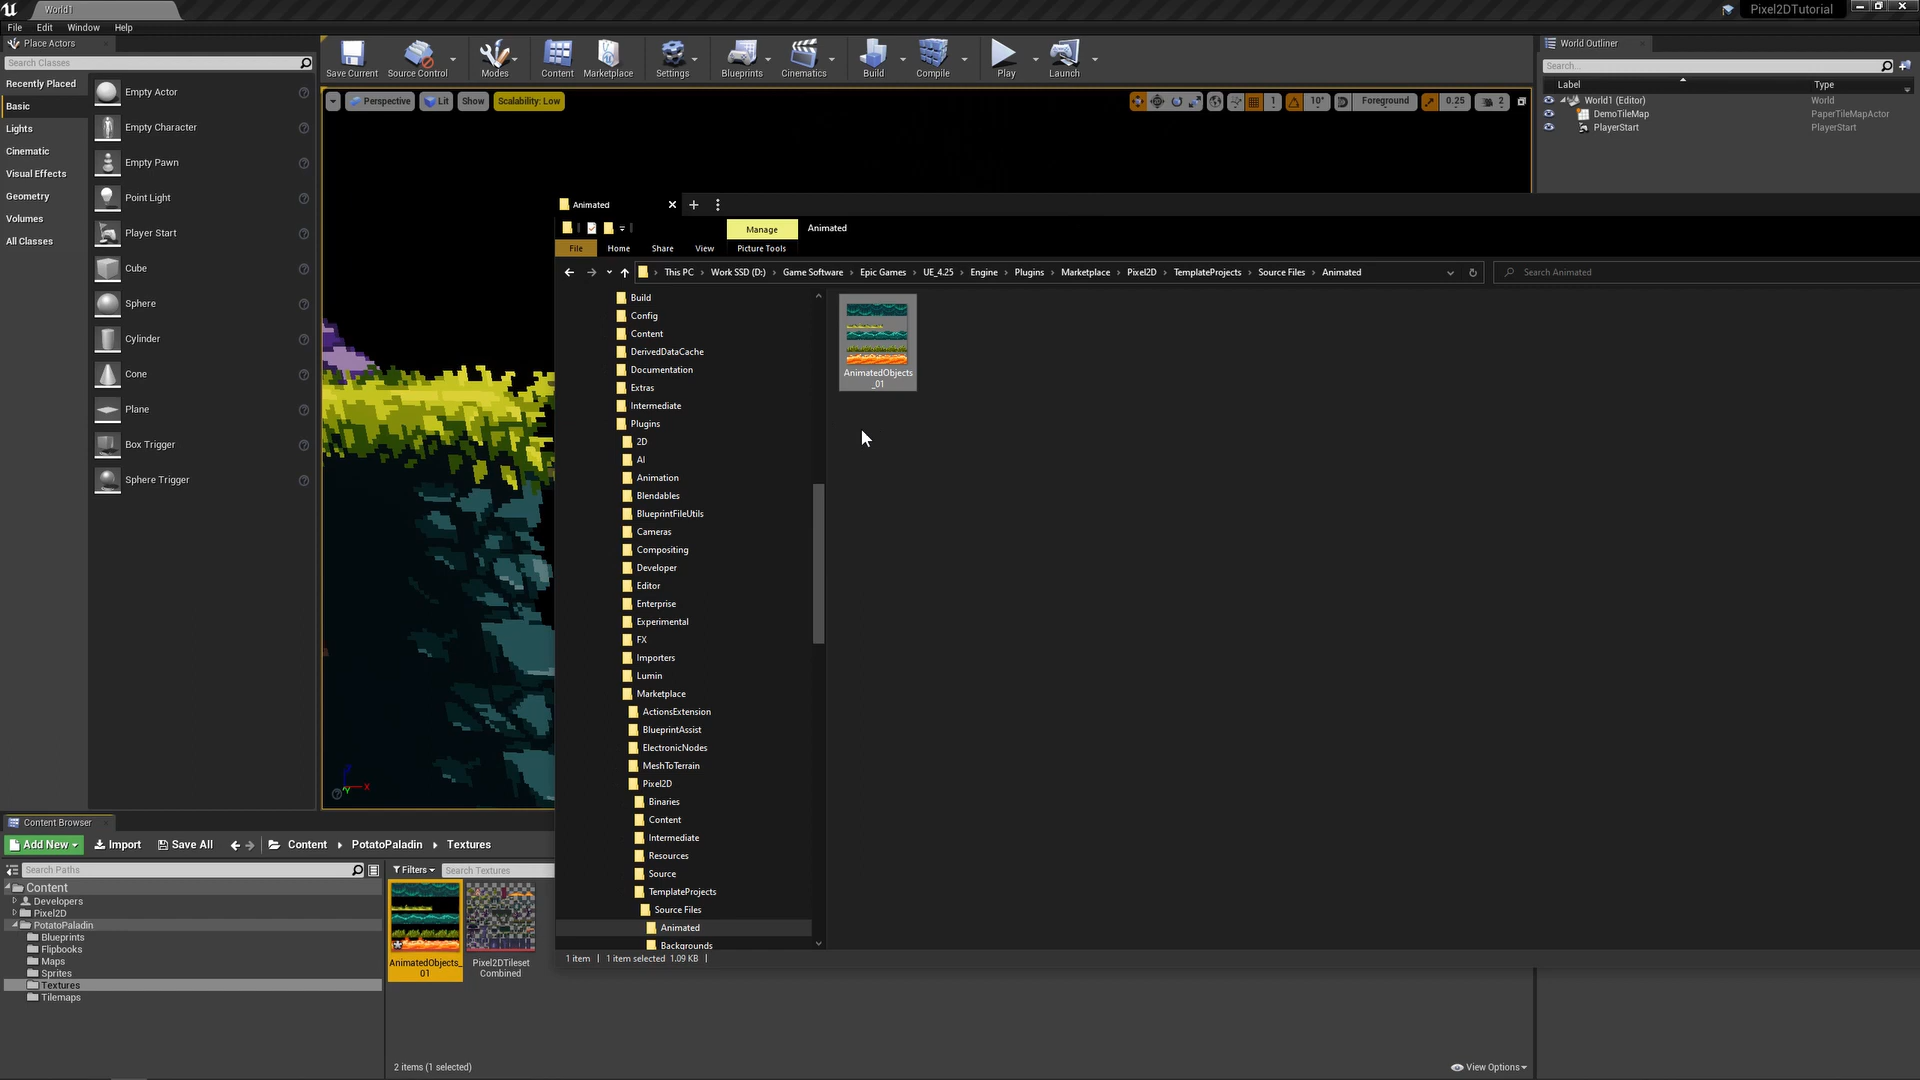 World1
Pixel2DTutorial
File Edit Window Help
Place Actors
Search Classes
Recently Placed
Basic
Lights
Cinematic
Visual Effects
Geometry
Volumes
All Classes
Empty Actor
Empty Character
Empty Pawn
Point Light
Player Start
Cube
Sphere
Cylinder
Cone
Plane
Box Trigger
Sphere Trigger
Save Current Source Control Modes Content Marketplace Settings Blueprints Cinematics Build Compile Play Launch
Perspective Lit Show Scalability: Low
1 10° Foreground 0.25 2
World Outliner
Search...
Label Type
World1 (Editor) World
DemoTileMap PaperTileMapActor
PlayerStart PlayerStart
Animated
Manage Animated
File Home Share View Picture Tools
This PC Work SSD (D:) Game Software Epic Games UE_4.25 Engine Plugins Marketplace Pixel2D TemplateProjects Source Files Animated
Search Animated
Build
Config
Content
DerivedDataCache
Documentation
Extras
Intermediate
Plugins
2D
AI
Animation
Blendables
BlueprintFileUtils
Cameras
Compositing
Developer
Editor
Enterprise
Experimental
FX
Importers
Lumin
Marketplace
ActionsExtension
BlueprintAssist
ElectronicNodes
MeshToTerrain
Pixel2D
Binaries
Content
Intermediate
Resources
Source
TemplateProjects
Source Files
Animated
Backgrounds
AnimatedObjects
_01
1 item 1 item selected 1.09 KB
Content Browser
Add New Import Save All Content PotatoPaladin Textures
Search Paths
Filters Search Textures
Content
Developers
Pixel2D
PotatoPaladin
Blueprints
Flipbooks
Maps
Sprites
Textures
Tilemaps
AnimatedObjects_
01
Pixel2DTileset
Combined
2 items (1 selected)
View Options